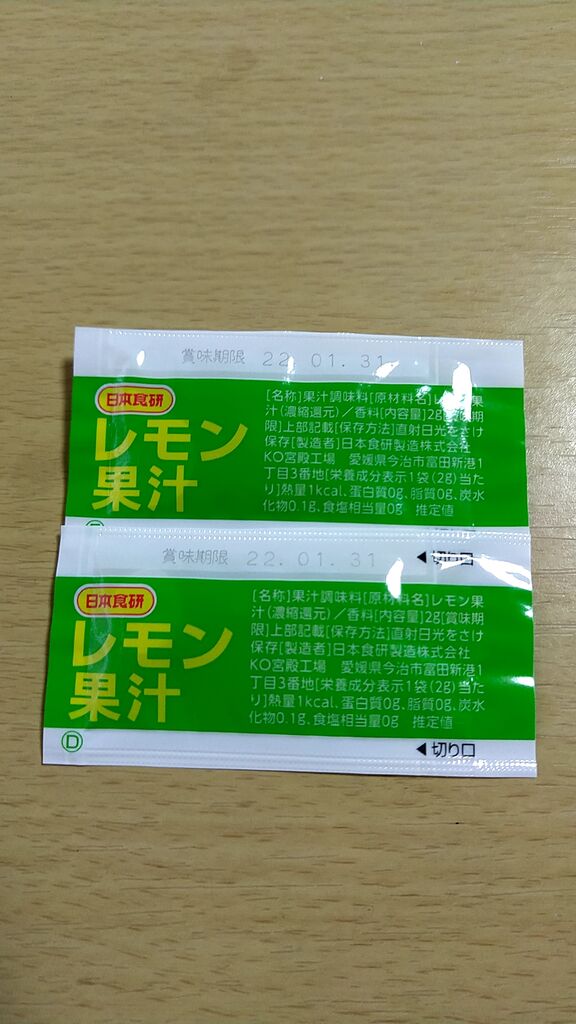 賞味期限 22.01.31
日本食研
レモン
果汁
[名称]果汁調味料[原材料名]レモン果
汁(濃縮還元)/香料[内容量]2g[賞味期
限]上部記載[保存方法]直射日光をさけ
保存[製造者]日本食研製造株式会社
KO宮殿工場 愛媛県今治市富田新港1
丁目3番地[栄養成分表示1袋(2g)当た
り]熱量1kcal、蛋白質0g、脂質0g、炭水
化物0.1g、食塩相当量0g 推定値
賞味期限 22.01.31
切り口
日本食研
レモン
果汁
[名称]果汁調味料[原材料名]レモン果
汁(濃縮還元)/香料[内容量]2g[賞味期
限]上部記載[保存方法]直射日光をさけ
保存[製造者]日本食研製造株式会社
KO宮殿工場 愛媛県今治市富田新港1
丁目3番地[栄養成分表示1袋(2g)当た
り]熱量1kcal、蛋白質0g、脂質0g、炭水
化物0.1g、食塩相当量0g 推定値
D
◀切り口